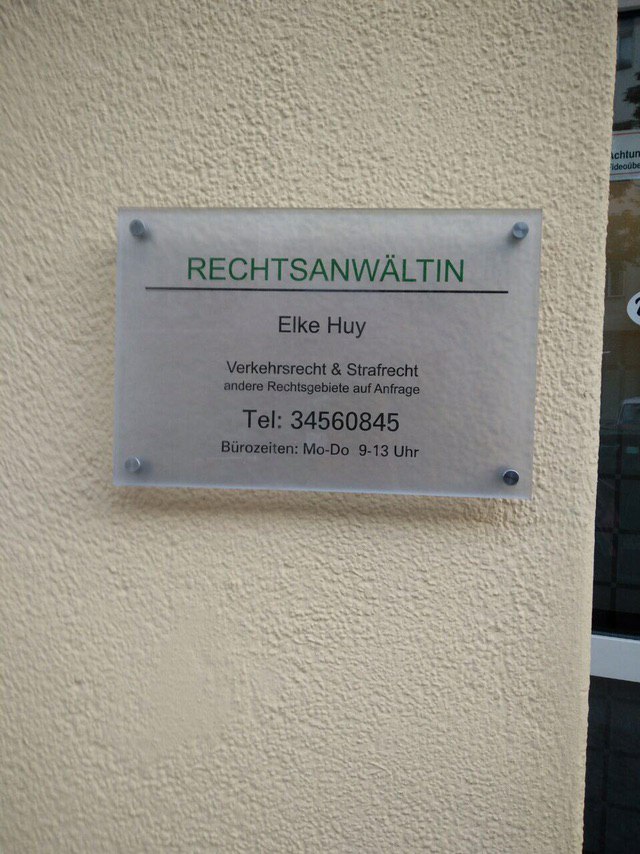 RECHTSANWÄLTIN
Elke Huy
Verkehrsrecht & Strafrecht
andere Rechtsgebiete auf Anfrage
Tel: 34560845
Bürozeiten: Mo-Do 9-13 Uhr